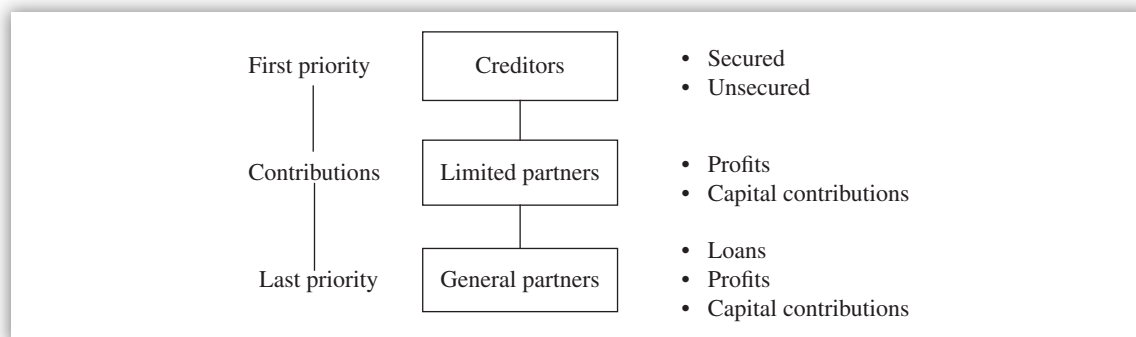 First priority
Creditors
• Secured
• Unsecured
Contributions
Limited partners
• Profits
• Capital contributions
Last priority
General partners
• Loans
• Profits
• Capital contributions